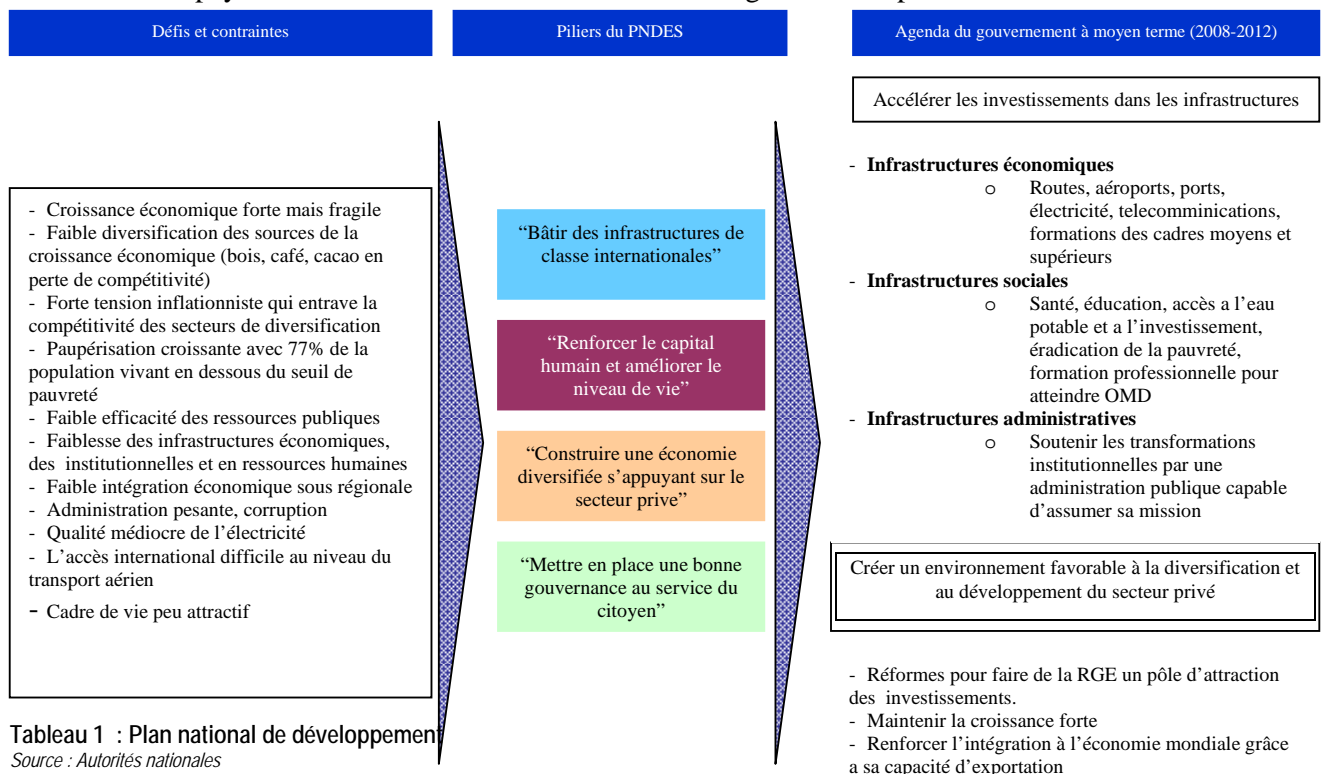 Défis et contraintes
Piliers du PNDES
Agenda du gouvernement à moyen terme (2008-2012)
- Croissance économique forte mais fragile
- Faible diversification des sources de la
croissance économique (bois, café, cacao en
perte de compétitivité)
- Forte tension inflationniste qui entrave la
compétitivité des secteurs de diversification
- Paupérisation croissante avec 77% de la
population vivant en dessous du seuil de
pauvreté
- Faible efficacité des ressources publiques
- Faiblesse des infrastructures économiques,
des institutionnelles et en ressources humaines
- Faible intégration économique sous régionale
- Administration pesante, corruption
- Qualité médiocre de l’électricité
- L’accès international difficile au niveau du
transport aérien
- Cadre de vie peu attractif
“Bâtir des infrastructures de
classe internationales”
“Renforcer le capital
humain et améliorer le
niveau de vie”
“Construire une économie
diversifiée s’appuyant sur le
secteur prive”
“Mettre en place une bonne
gouvernance au service du
citoyen”
Accélérer les investissements dans les infrastructures
- Infrastructures économiques
o Routes, aéroports, ports,
électricité, telecomminications,
formations des cadres moyens et
supérieurs
- Infrastructures sociales
o Santé, éducation, accès a l’eau
potable et a l’investissement,
éradication de la pauvreté,
formation professionnelle pour
atteindre OMD
- Infrastructures administratives
o Soutenir les transformations
institutionnelles par une
administration publique capable
d’assumer sa mission
Créer un environnement favorable à la diversification et
au développement du secteur privé
- Réformes pour faire de la RGE un pôle d’attraction
des investissements.
- Maintenir la croissance forte
- Renforcer l’intégration à l’économie mondiale grâce
a sa capacité d’exportation
Tableau 1 : Plan national de développement
Source : Autorités nationales